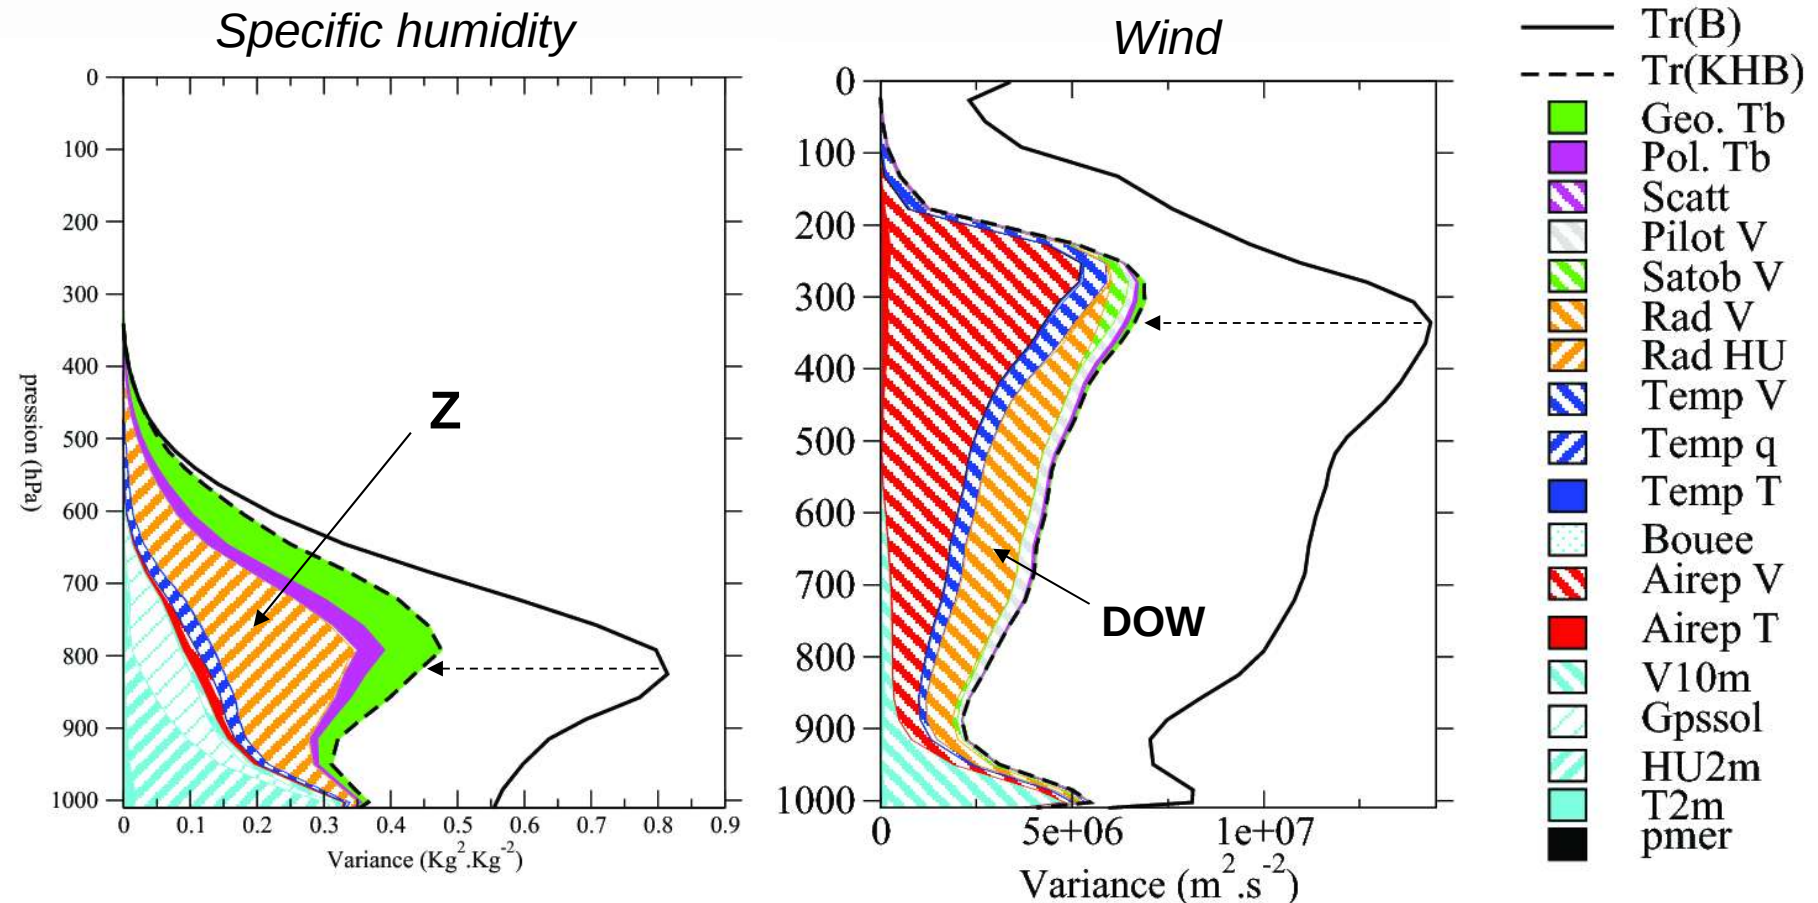 Specific humidity
0
100
200
300
400
500
600
700
800
900
1000
pression (hPa)
Z
0 0.1 0.2 0.3 0.4 0.5 0.6 0.7 0.8 0.9
Variance (Kg².Kg⁻²)
Wind
0
100
200
300
400
500
600
700
800
900
1000
DOW
0 5e+06 1e+07
Variance (m².s⁻²)
Tr(B)
Tr(KHB)
Geo. Tb
Pol. Tb
Scatt
Pilot V
Satob V
Rad V
Rad HU
Temp V
Temp q
Temp T
Bouee
Airep V
Airep T
V10m
Gpssol
HU2m
T2m
pmer